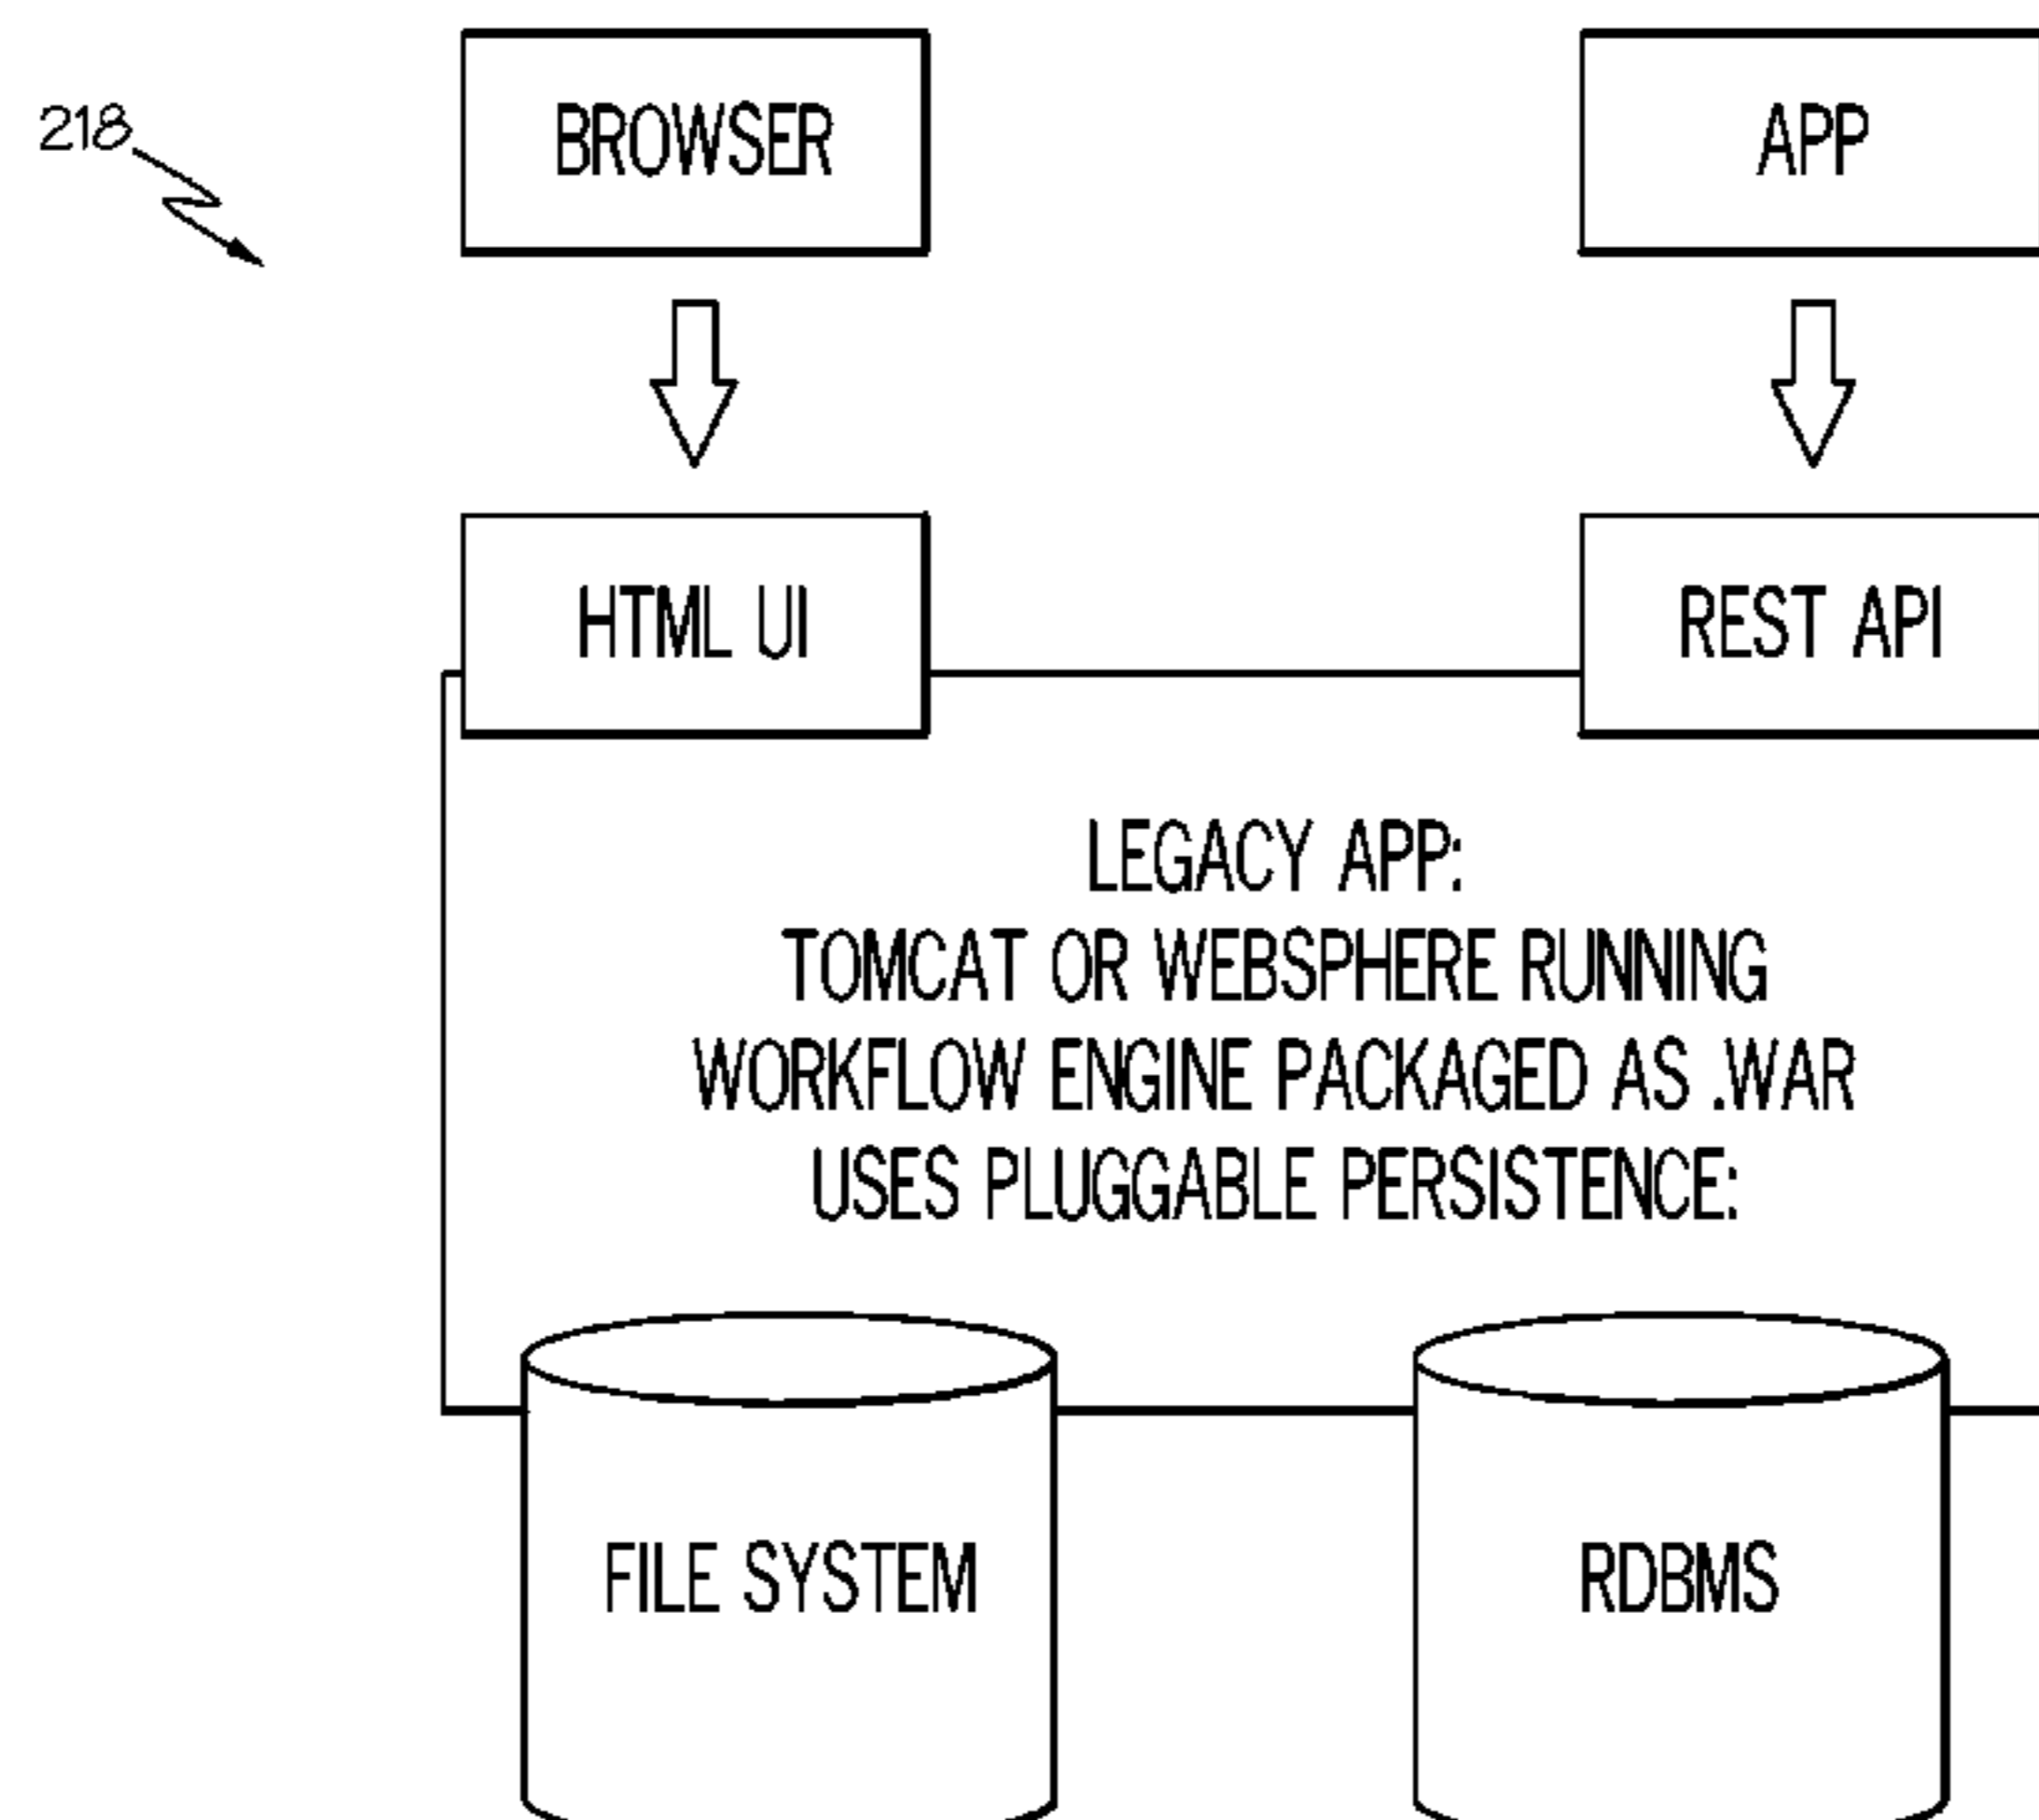 218
BROWSER
APP
HTML UI
REST API
LEGACY APP:
TOMCAT OR WEBSPHERE RUNNING
WORKFLOW ENGINE PACKAGED AS .WAR
USES PLUGGABLE PERSISTENCE:
FILE SYSTEM
RDBMS